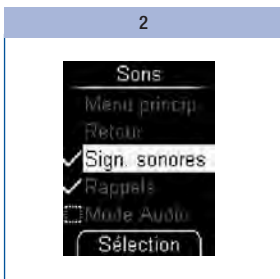 2
Sons
Menu princip.
Retour
Sign. sonores
Rappels
Mode Audio
Sélection